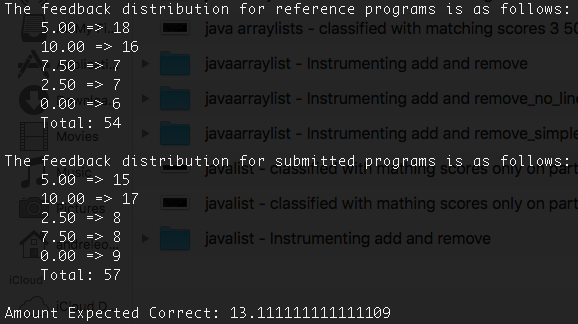 The feedback distribution for reference programs is as follows:
5.00 => 18
10.00 => 16
7.50 => 7
2.50 => 7
0.00 => 6
Total: 54
The feedback distribution for submitted programs is as follows:
5.00 => 15
10.00 => 17
2.50 => 8
7.50 => 8
0.00 => 9
Total: 57
Amount Expected Correct: 13.111111111111109
java arraylists - classified with matching scores 3 50
javaarraylist - Instrumenting add and remove
javaarraylist - Instrumenting add and remove_no_line
javaarraylist - Instrumenting add and remove_simple
javalist - classified with mathing scores only on part
javalist - classified with mathing scores only on part
javalist - Instrumenting add and remove
Movies
Music
Pictures
iCloud
iCloud D